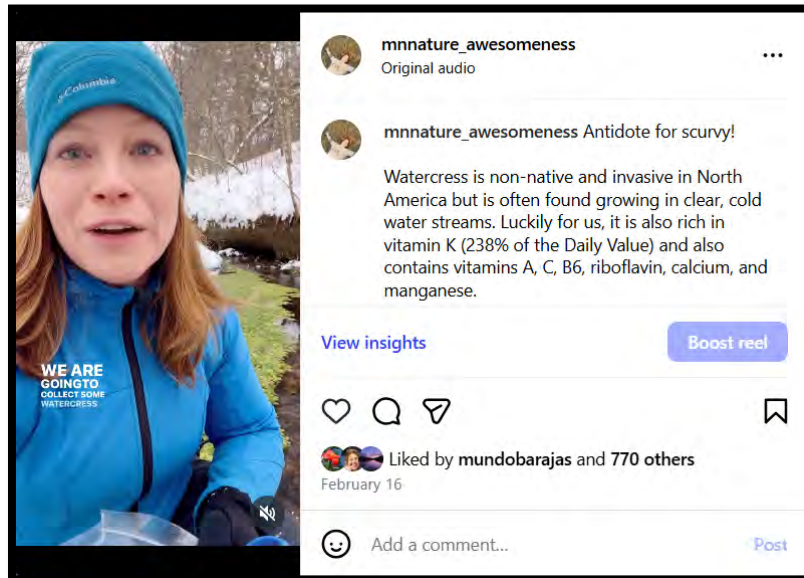 mnnature_awesomeness
Original audio
mnnature_awesomeness Antidote for scurvy!
Watercress is non-native and invasive in North
America but is often found growing in clear, cold
water streams. Luckily for us, it is also rich in
vitamin K (238% of the Daily Value) and also
contains vitamins A, C, B6, riboflavin, calcium, and
manganese.
View insights
Boost reel
Liked by mundobarajas and 770 others
February 16
Add a comment...
Post
Columbia
WE ARE
GOINGTO
COLLECT SOME
WATERCRESS